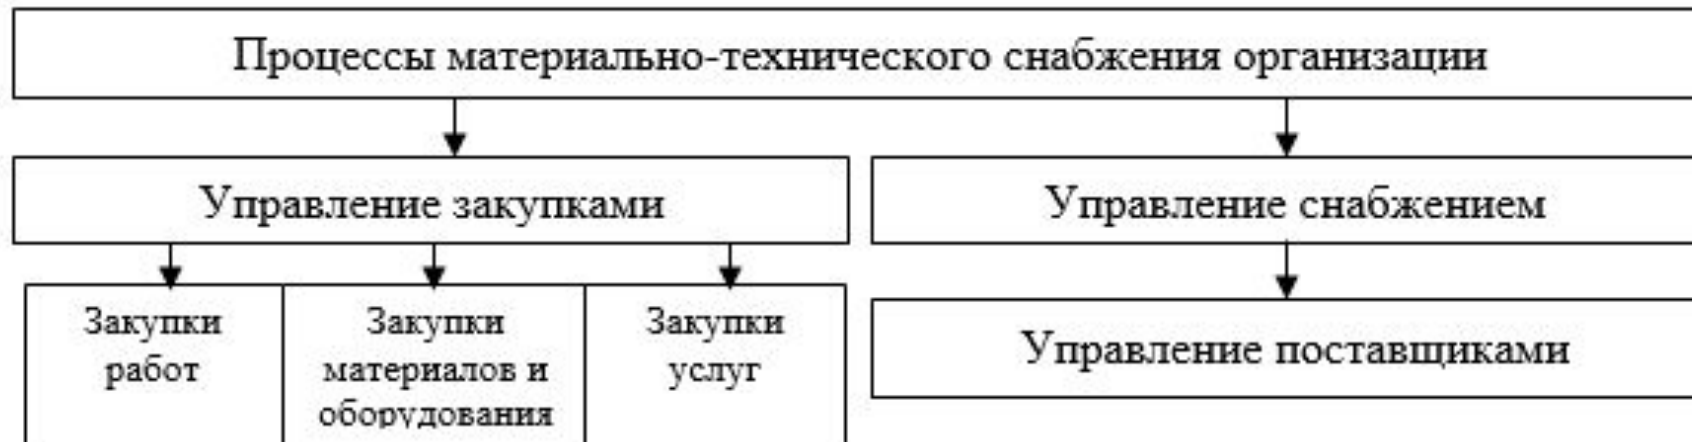 Процессы материально-технического снабжения организации
Управление закупками
Управление снабжением
Закупки
работ
Закупки
материалов и
оборудования
Закупки
услуг
Управление поставщиками